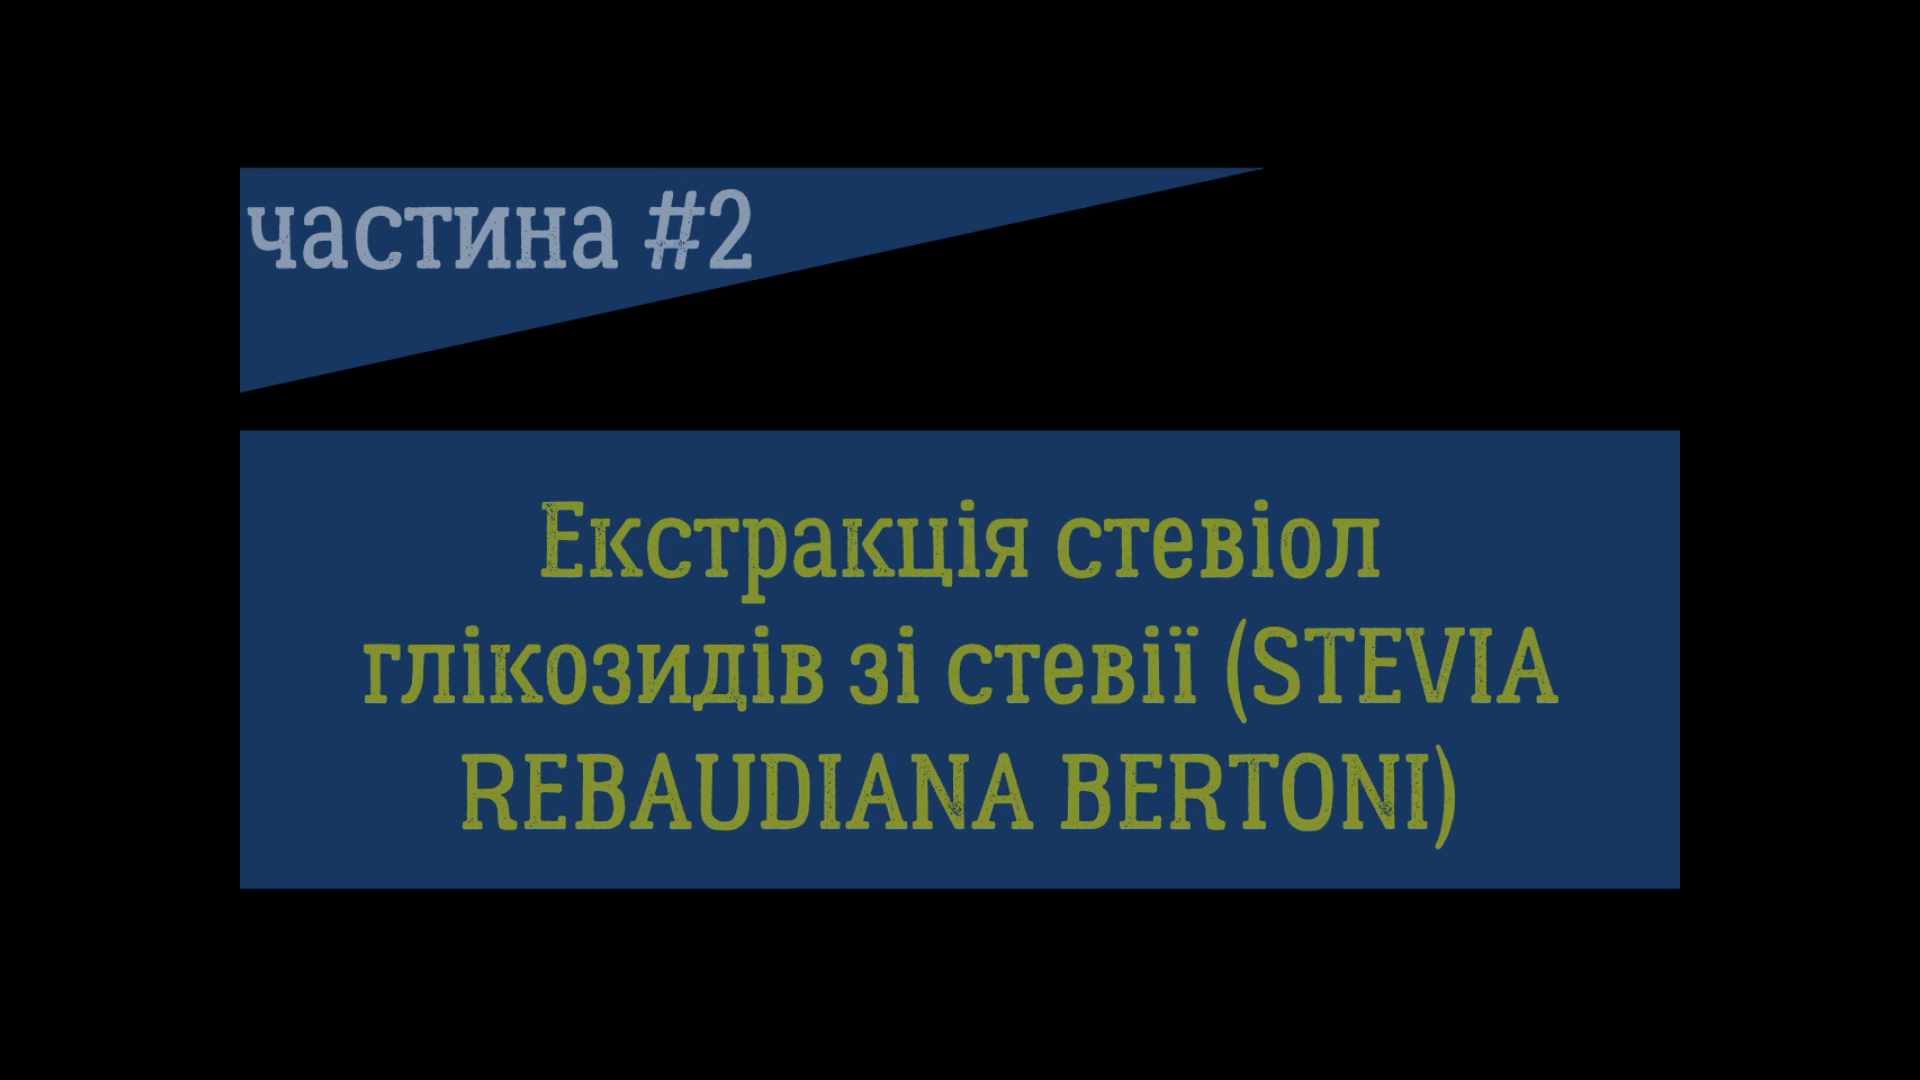 частина #2
Екстракція стевіол
глікозидів зі стевії (STEVIA
REBAUDIANA BERTONI)